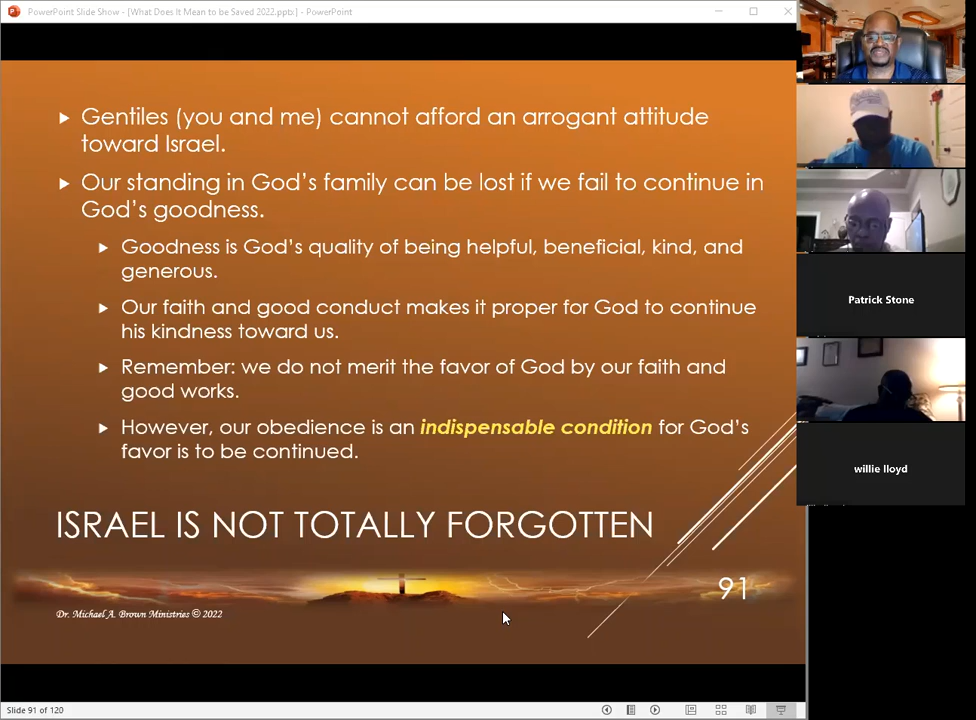 PowerPoint Slide Show - [What Does It Mean to be Saved 2022.ppb:] - PowerPoint
Gentiles (you and me) cannot afford an arrogant attitude
toward Israel.
Our standing in God's family can be lost if we fail to continue in
God's goodness.
Goodness is God's quality of being helpful, beneficial, kind, and
generous.
Our faith and good conduct makes it proper for God to continue
his kindness toward us.
Remember: we do not merit the favor of God by our faith and
good works.
However, our obedience is an indispensable condition for God's
favor is to be continued.
ISRAEL IS NOT TOTALLY FORGOTTEN
91
Dr. Michael A. Brown Ministries © 2022
Slide 91 of 120
Patrick Stone
willie lloyd